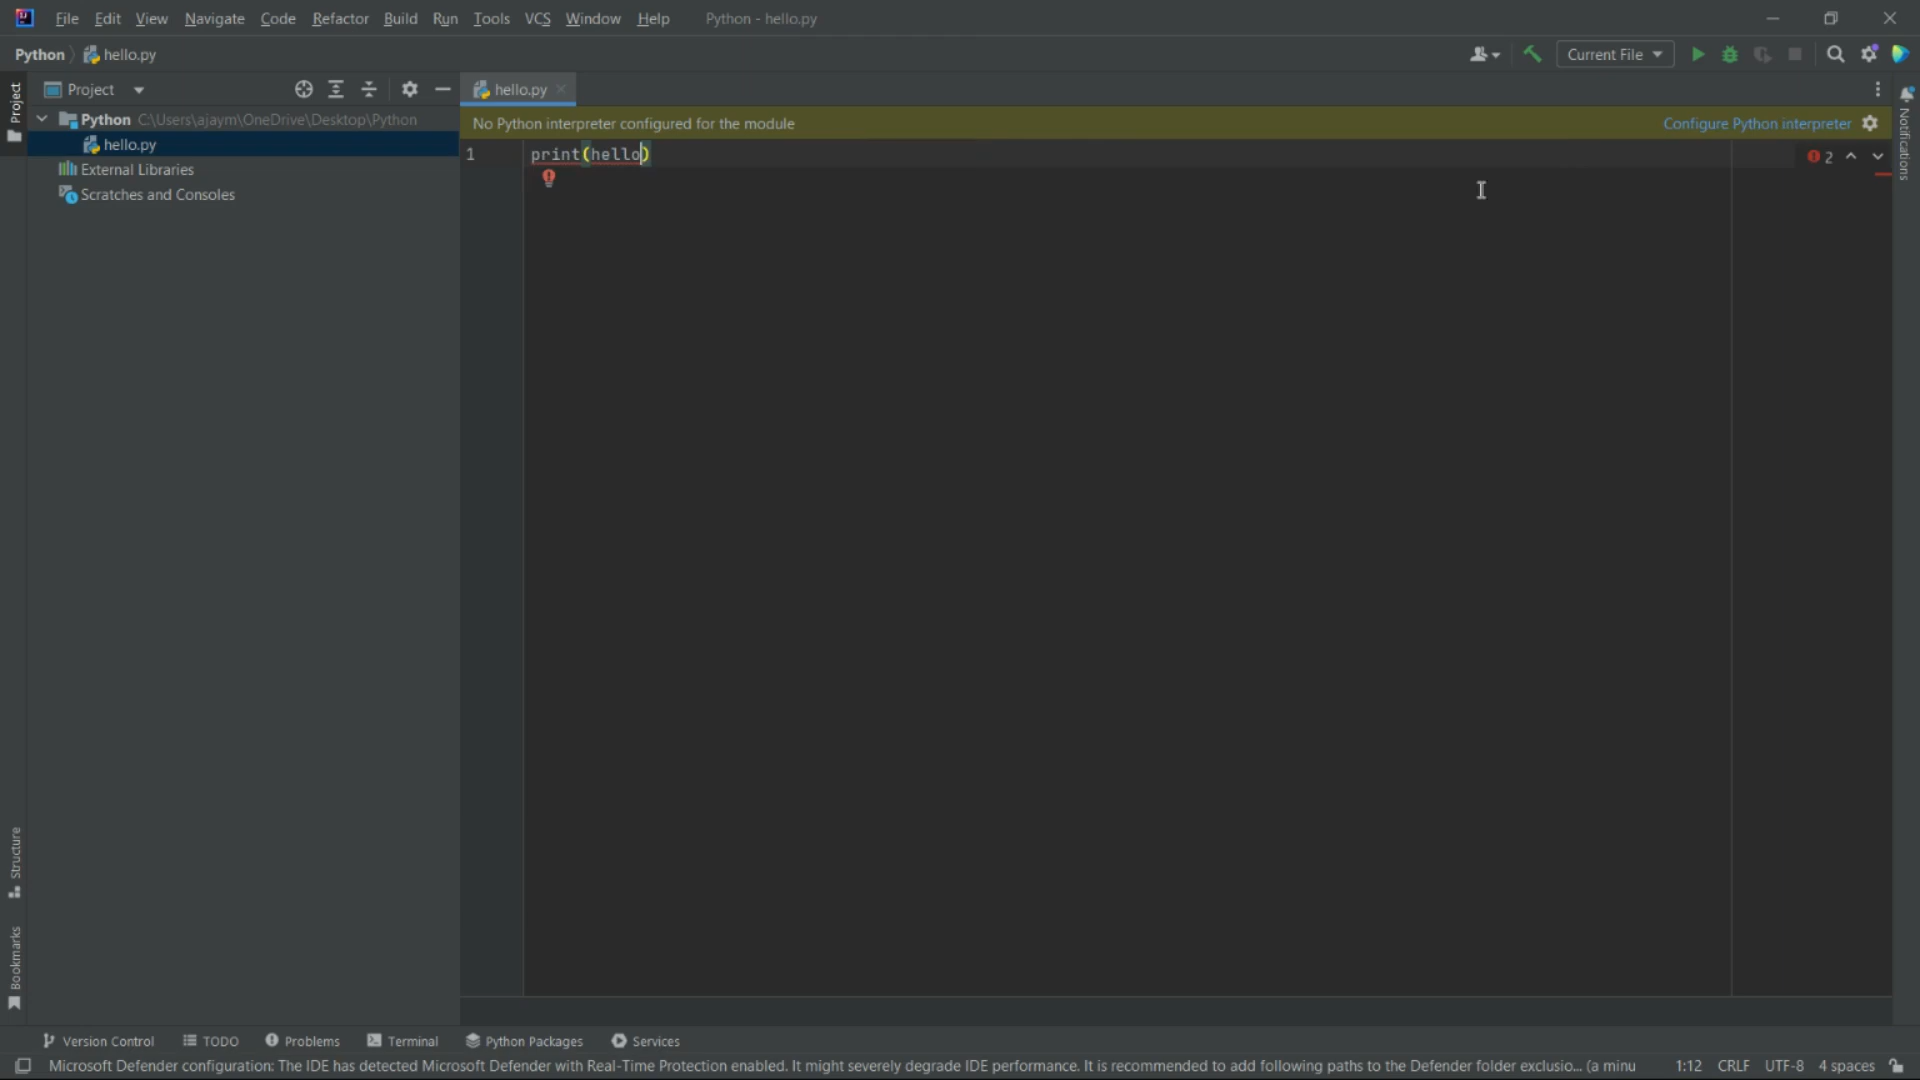 File Edit View Navigate Code Refactor Build Run Tools VCS Window Help Python - hello.py
Python hello.py Current File
Project
Project
hello.py
Notifications
Python C:\Users\ajaym\OneDrive\Desktop\Python
hello.py
External Libraries
Scratches and Consoles
No Python interpreter configured for the module Configure Python interpreter
1 print(hello) 2
Structure
Bookmarks
Version Control TODO Problems Terminal Python Packages Services
Microsoft Defender configuration: The IDE has detected Microsoft Defender with Real-Time Protection enabled. It might severely degrade IDE performance. It is recommended to add following paths to the Defender folder exclusio... (a minu 1:12 CRLF UTF-8 4 spaces